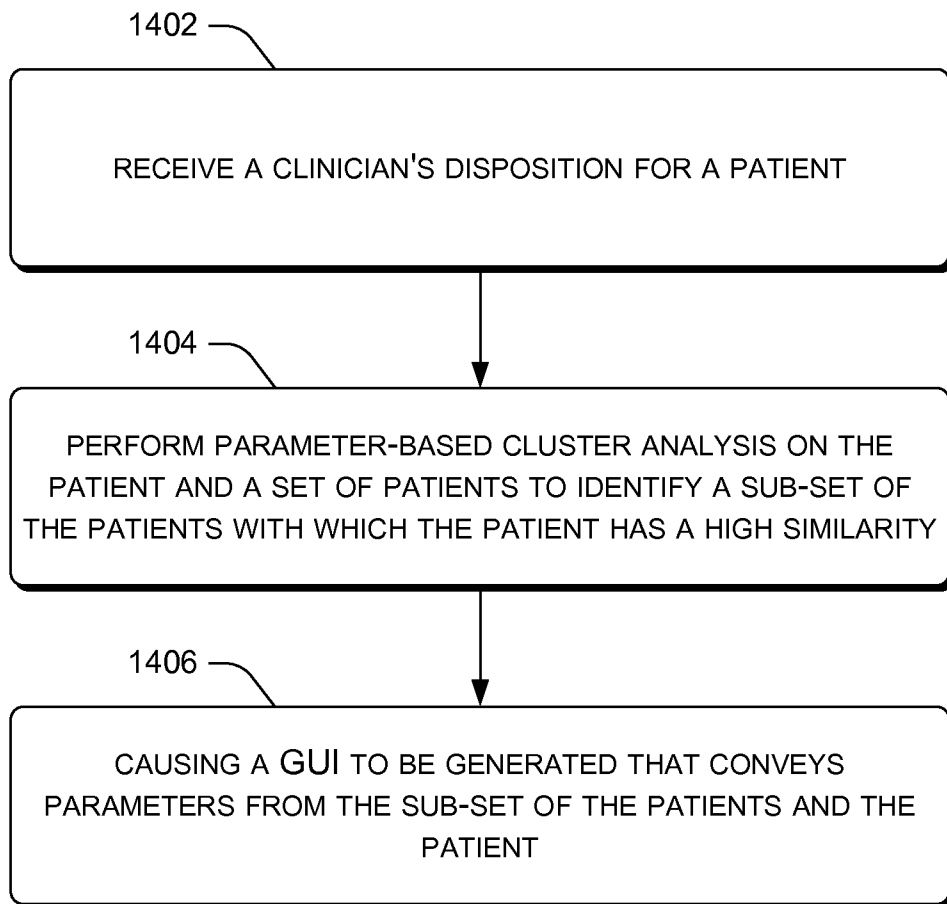 1402
RECEIVE A CLINICIAN'S DISPOSITION FOR A PATIENT
1404
PERFORM PARAMETER-BASED CLUSTER ANALYSIS ON THE
PATIENT AND A SET OF PATIENTS TO IDENTIFY A SUB-SET OF
THE PATIENTS WITH WHICH THE PATIENT HAS A HIGH SIMILARITY
1406
CAUSING A GUI TO BE GENERATED THAT CONVEYS
PARAMETERS FROM THE SUB-SET OF THE PATIENTS AND THE
PATIENT